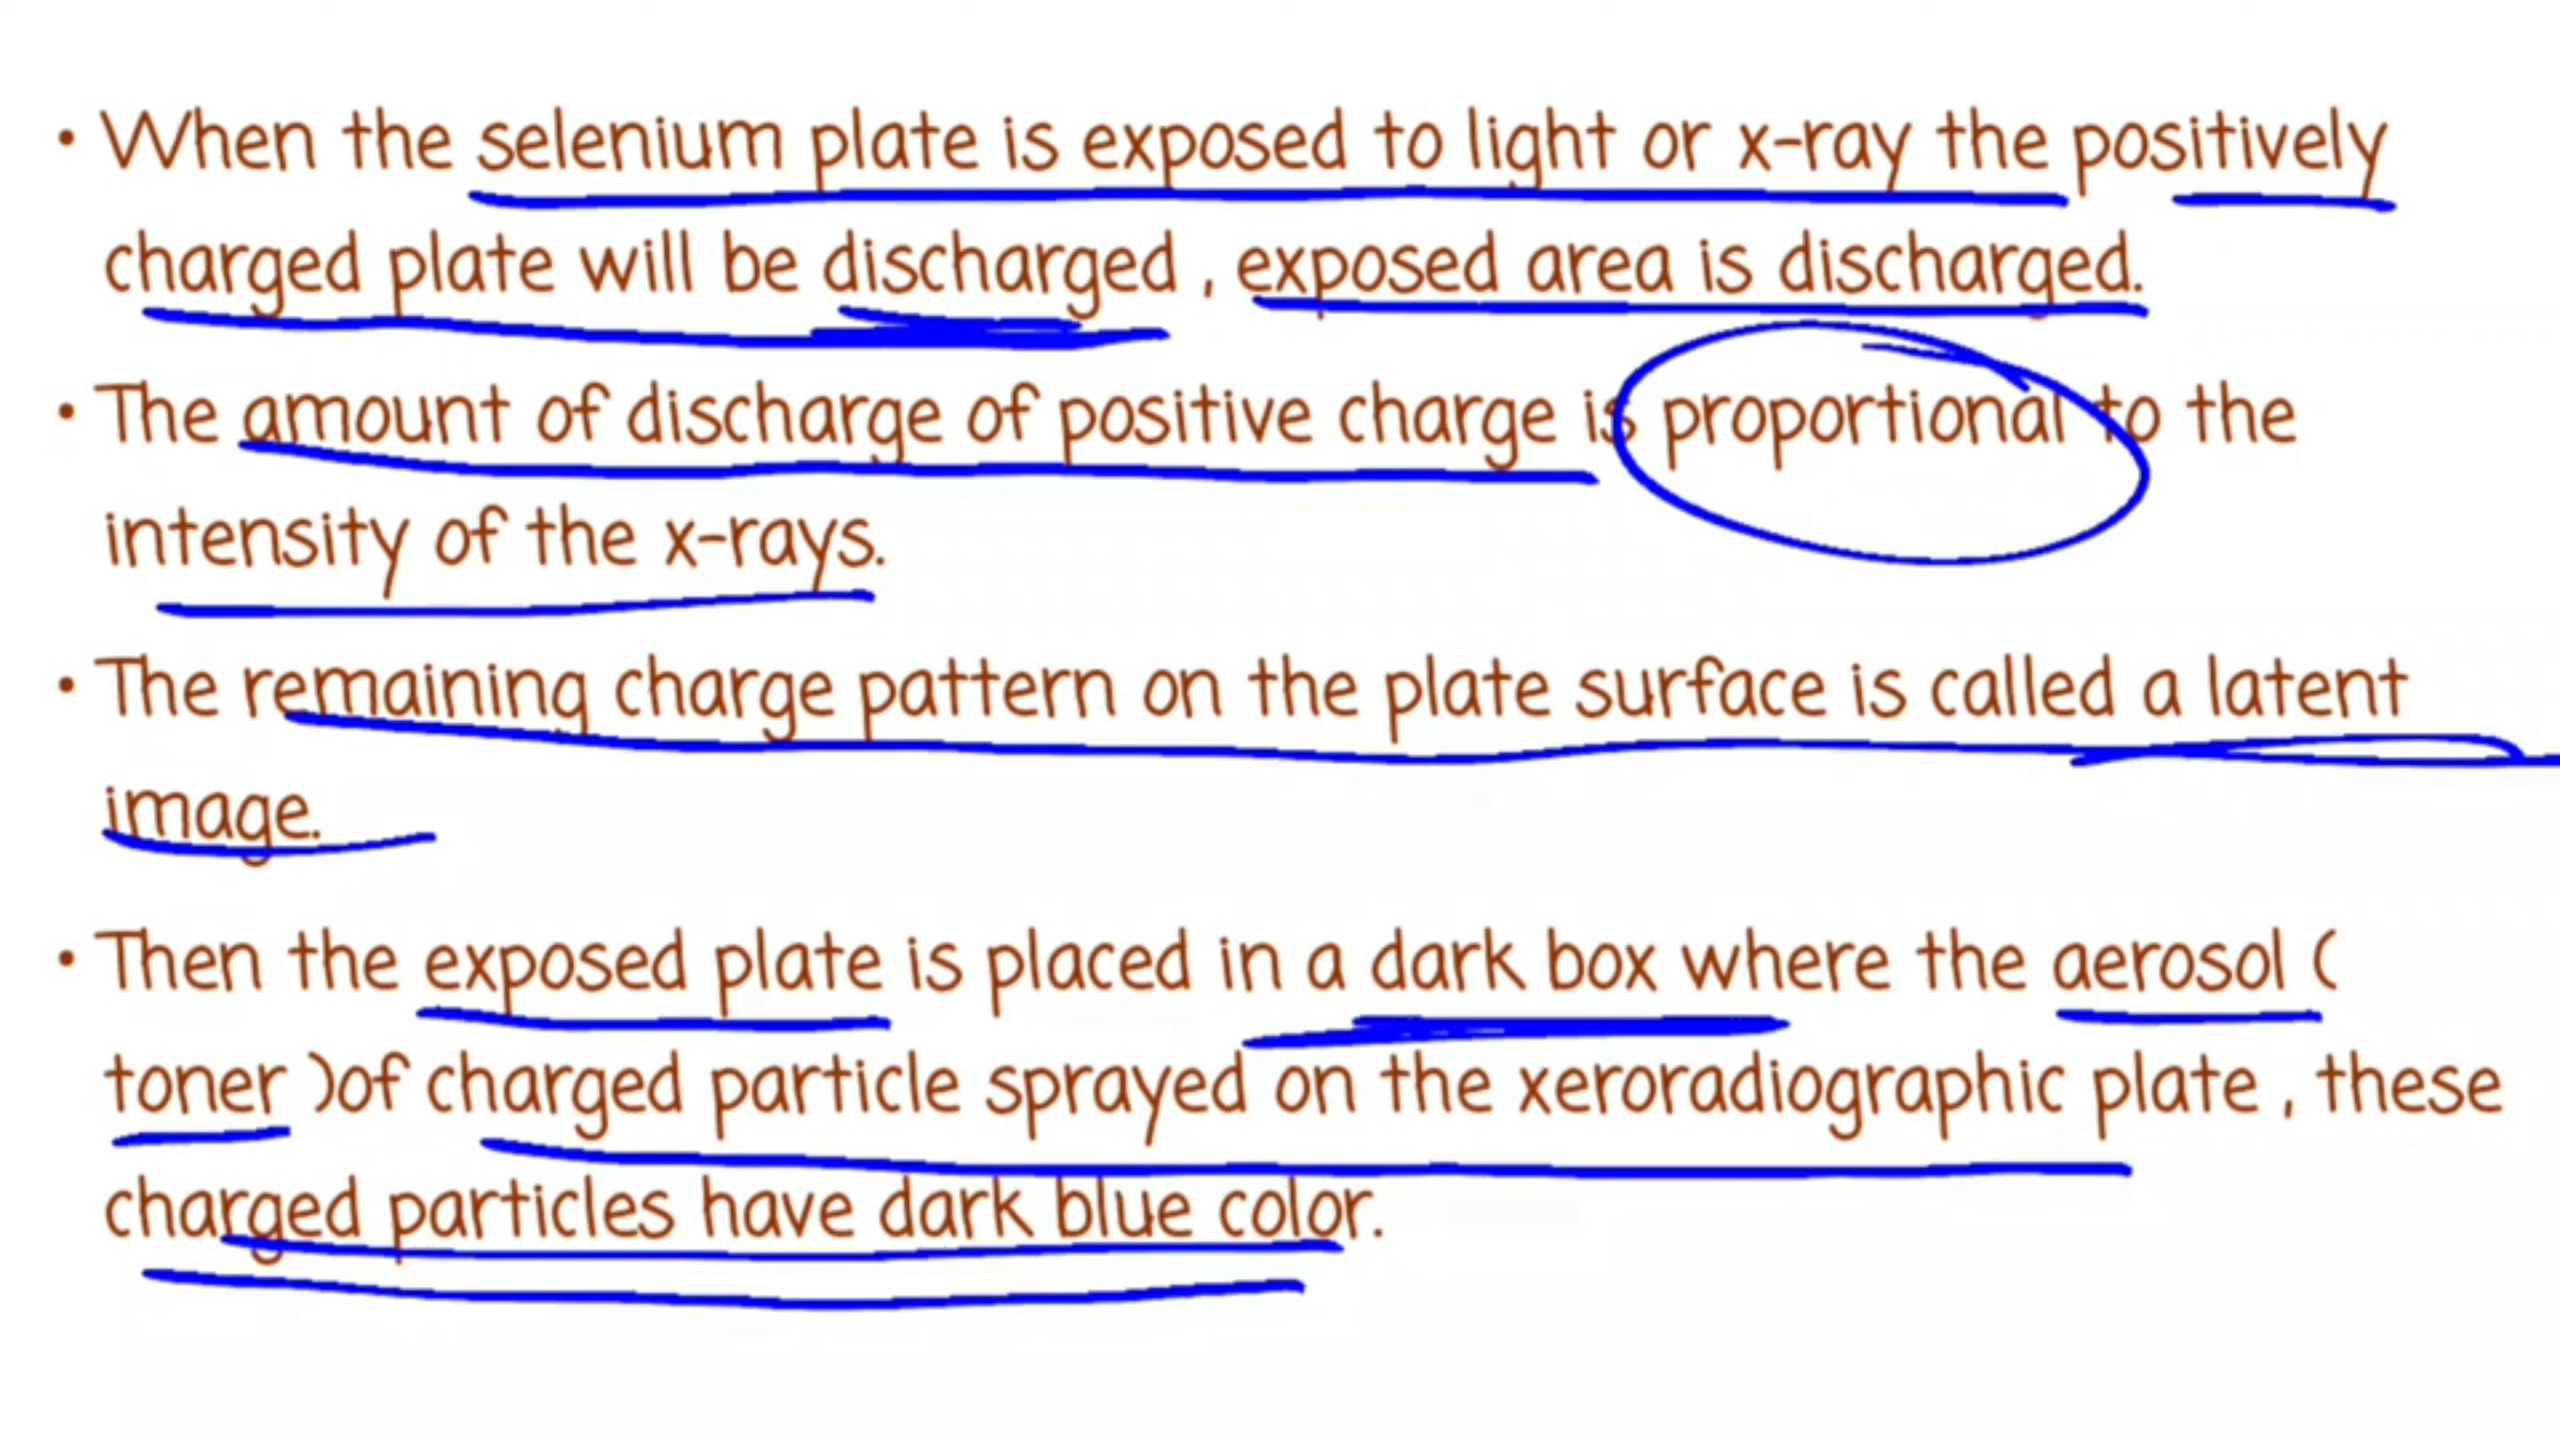 • When the selenium plate is exposed to light or x-ray the positively
charged plate will be discharged , exposed area is discharged.
• The amount of discharge of positive charge is proportional to the
intensity of the x-rays.
• The remaining charge pattern on the plate surface is called a latent
image.
• Then the exposed plate is placed in a dark box where the aerosol (
toner )of charged particle sprayed on the xeroradiographic plate , these
charged particles have dark blue color.